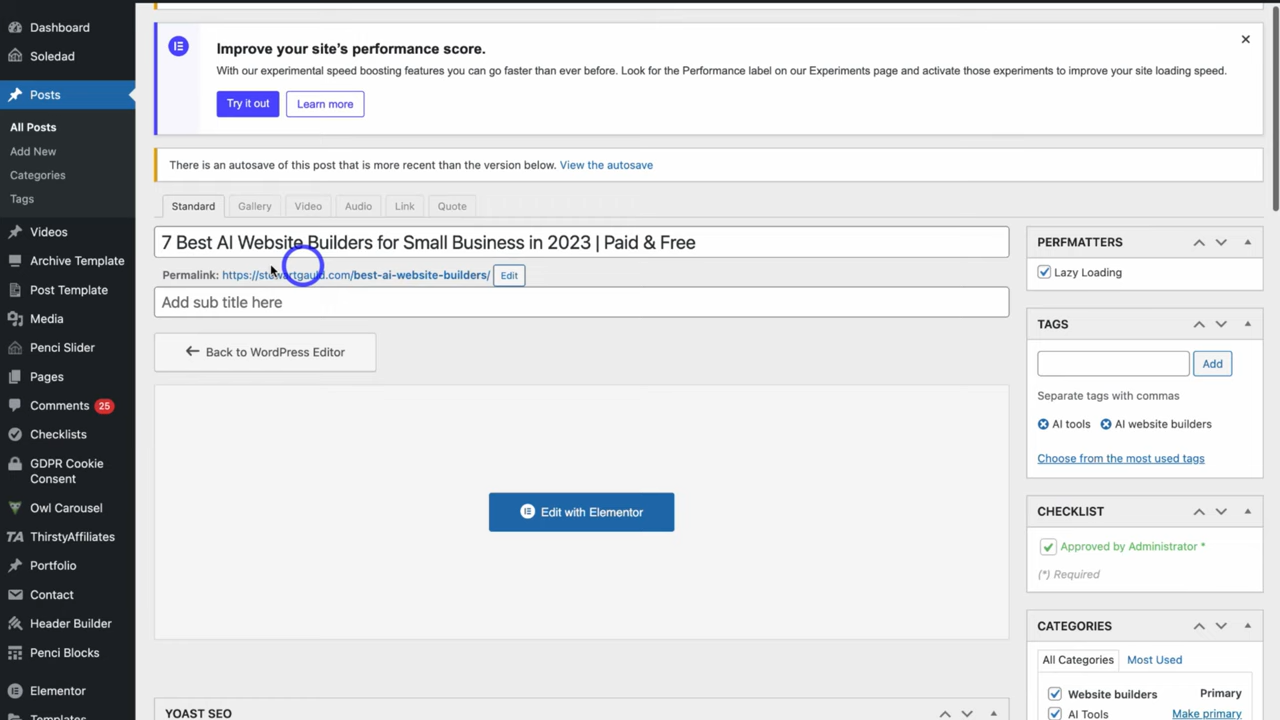 Dashboard
Soledad
Posts
All Posts
Add New
Categories
Tags
Videos
Archive Template
Post Template
Media
Penci Slider
Pages
Comments 25
Checklists
GDPR Cookie
Consent
Owl Carousel
ThirstyAffiliates
Portfolio
Contact
Header Builder
Penci Blocks
Elementor
Templates
Improve your site's performance score.
With our experimental speed boosting features you can go faster than ever before. Look for the Performance label on our Experiments page and activate those experiments to improve your site loading speed.
Try it out Learn more
There is an autosave of this post that is more recent than the version below. View the autosave
Standard Gallery Video Audio Link Quote
7 Best AI Website Builders for Small Business in 2023 | Paid & Free
Permalink: https://stewartgauld.com/best-ai-website-builders/ Edit
Add sub title here
Back to WordPress Editor
Edit with Elementor
YOAST SEO
PERFMATTERS
Lazy Loading
TAGS
Add
Separate tags with commas
AI tools AI website builders
Choose from the most used tags
CHECKLIST
Approved by Administrator *
(*) Required
CATEGORIES
All Categories Most Used
Website builders Primary
AI Tools Make primary